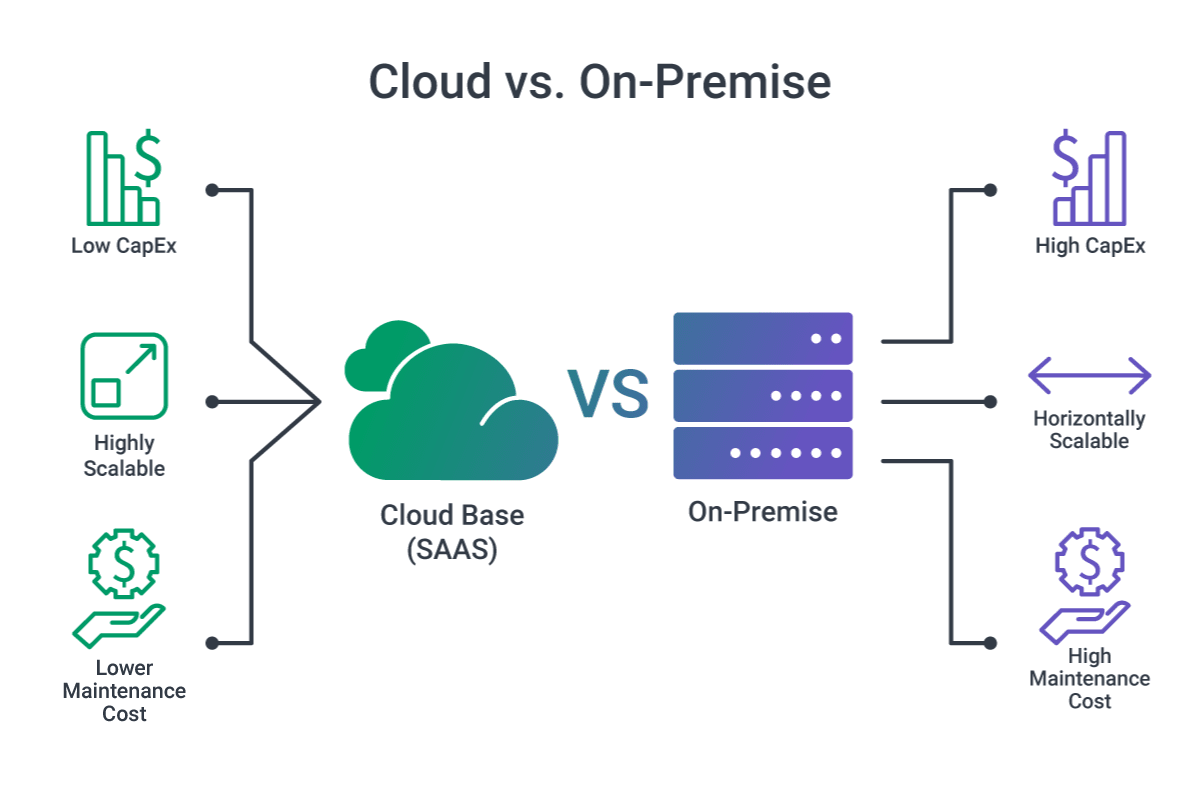 Cloud vs. On-Premise
Low CapEx
Highly
Scalable
Lower
Maintenance
Cost
Cloud Base
(SAAS)
VS
On-Premise
High CapEx
Horizontally
Scalable
High
Maintenance
Cost